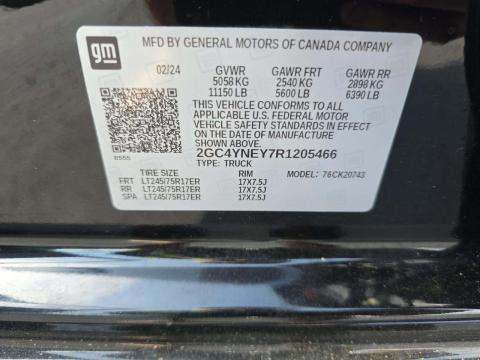 gm
MFD BY GENERAL MOTORS OF CANADA COMPANY
02/24 GVWR GAWR FRT GAWR RR
5058 KG 2540 KG 2898 KG
11150 LB 5600 LB 6390 LB
THIS VEHICLE CONFORMS TO ALL
APPLICABLE U.S. FEDERAL MOTOR
VEHICLE SAFETY STANDARDS IN
EFFECT ON THE DATE OF MANUFACTURE
SHOWN ABOVE.
2GC4YNEY7R1205466
TYPE: TRUCK
TIRE SIZE RIM 76CK20743
FRT LT245/75R17ER 17X7.5J
RR LT245/75R17ER 17X7.5J
SPA LT245/75R17ER 17X7.5J